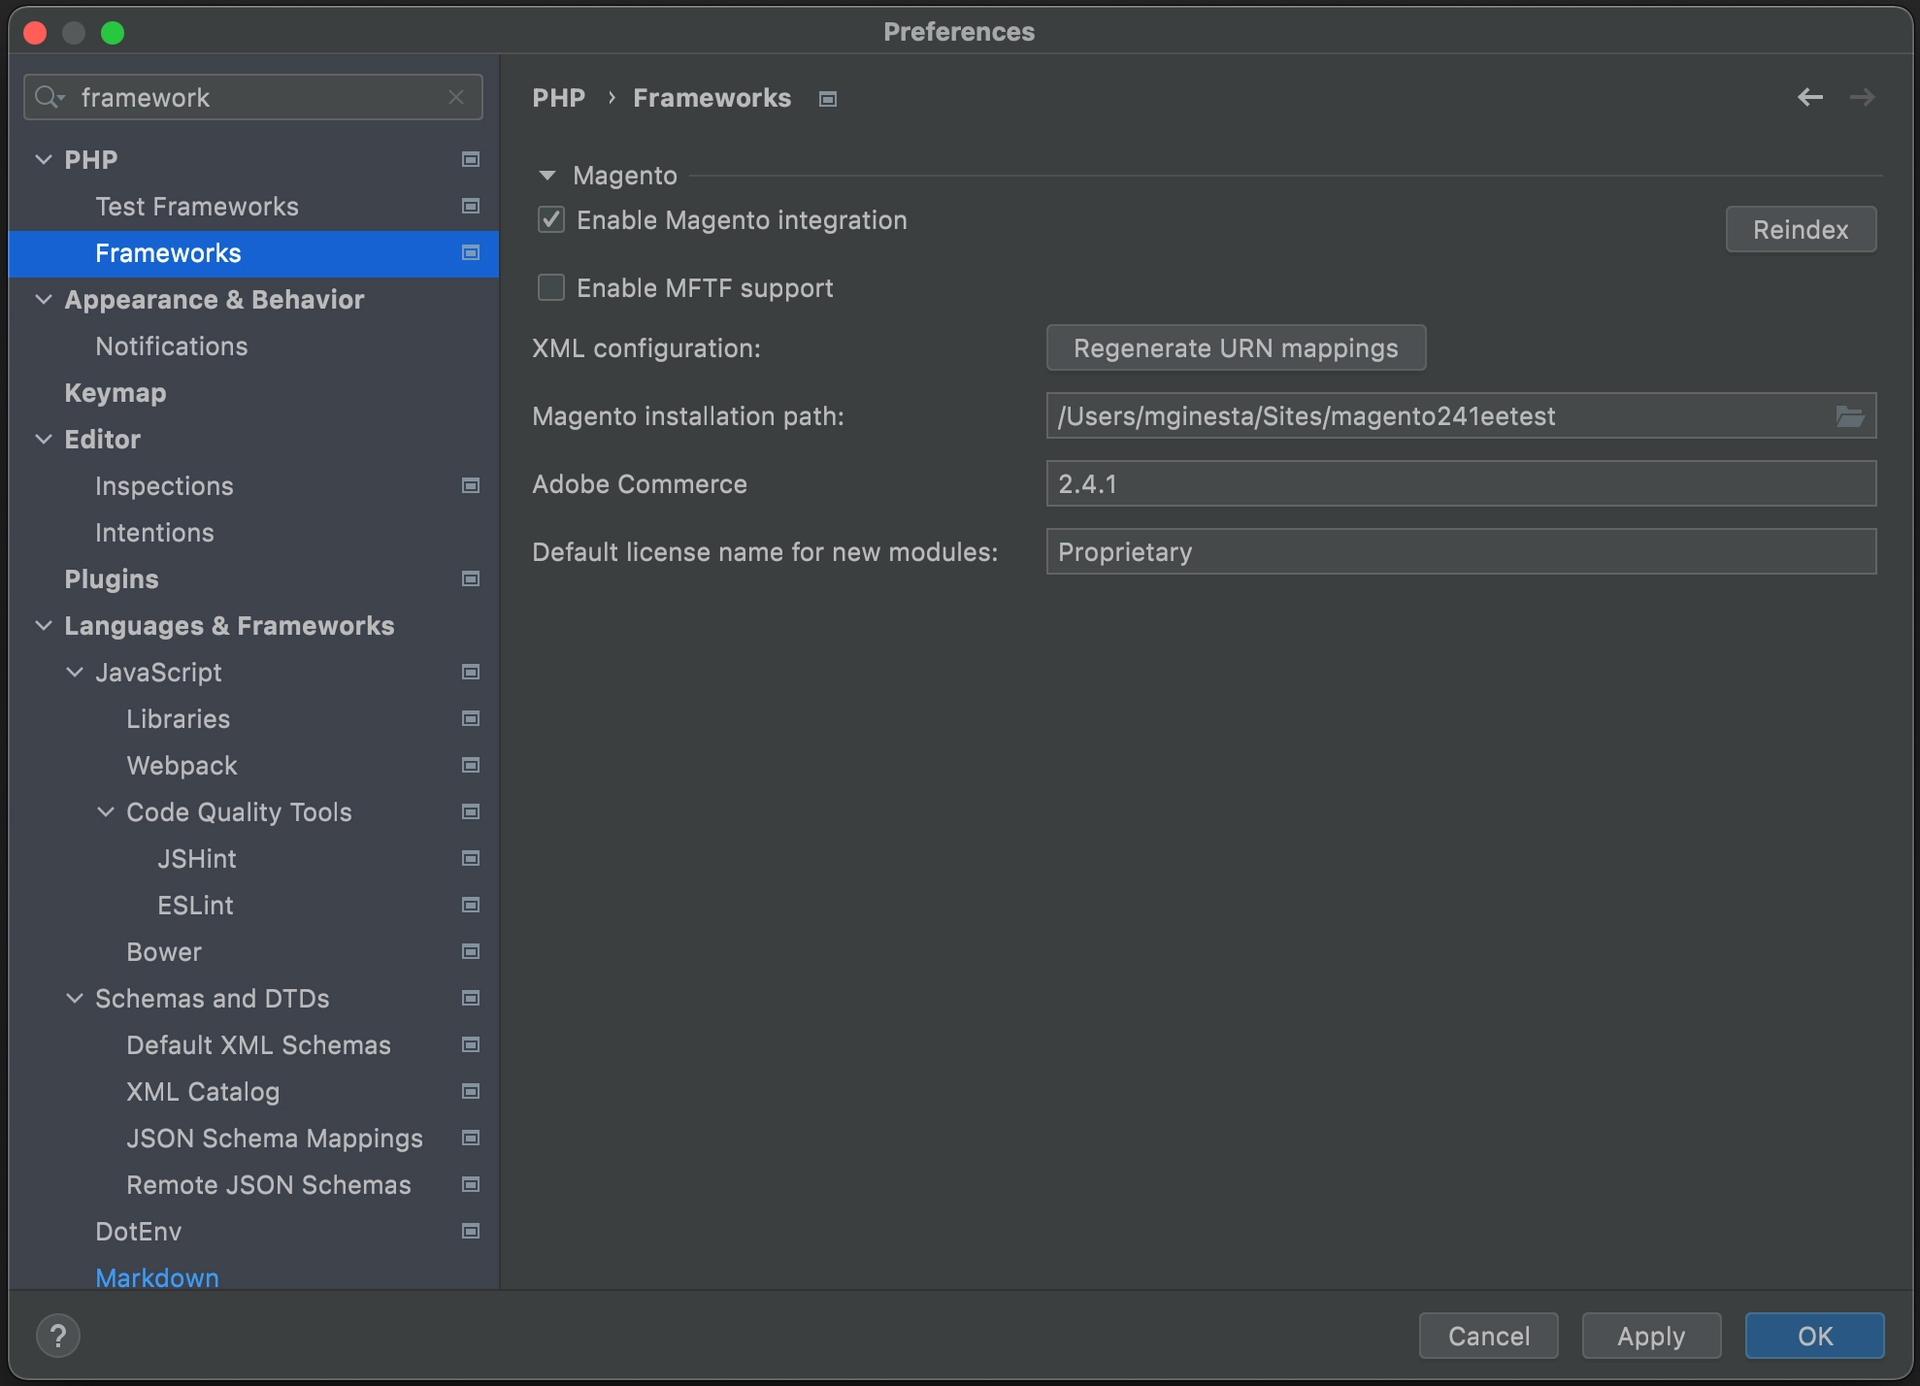 Preferences
framework
PHP
Test Frameworks
Frameworks
Appearance & Behavior
Notifications
Keymap
Editor
Inspections
Intentions
Plugins
Languages & Frameworks
JavaScript
Libraries
Webpack
Code Quality Tools
JSHint
ESLint
Bower
Schemas and DTDs
Default XML Schemas
XML Catalog
JSON Schema Mappings
Remote JSON Schemas
DotEnv
Markdown
PHP › Frameworks
Magento
Enable Magento integration
Reindex
Enable MFTF support
XML configuration: Regenerate URN mappings
Magento installation path: /Users/mginesta/Sites/magento241eetest
Adobe Commerce 2.4.1
Default license name for new modules: Proprietary
? Cancel Apply OK